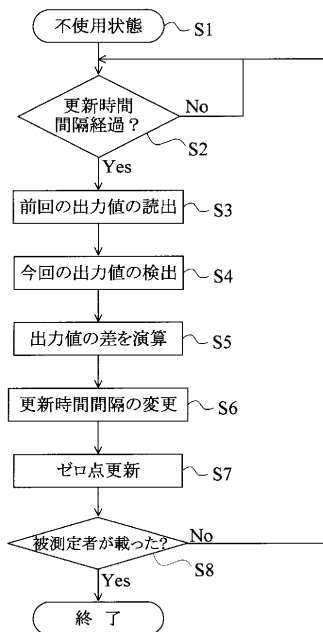 不使用状態
S1
更新時間
間隔経過?
No
S2
Yes
前回の出力値の読出
S3
今回の出力値の検出
S4
出力値の差を演算
S5
更新時間間隔の変更
S6
ゼロ点更新
S7
被測定者が載った?
No
S8
Yes
終了